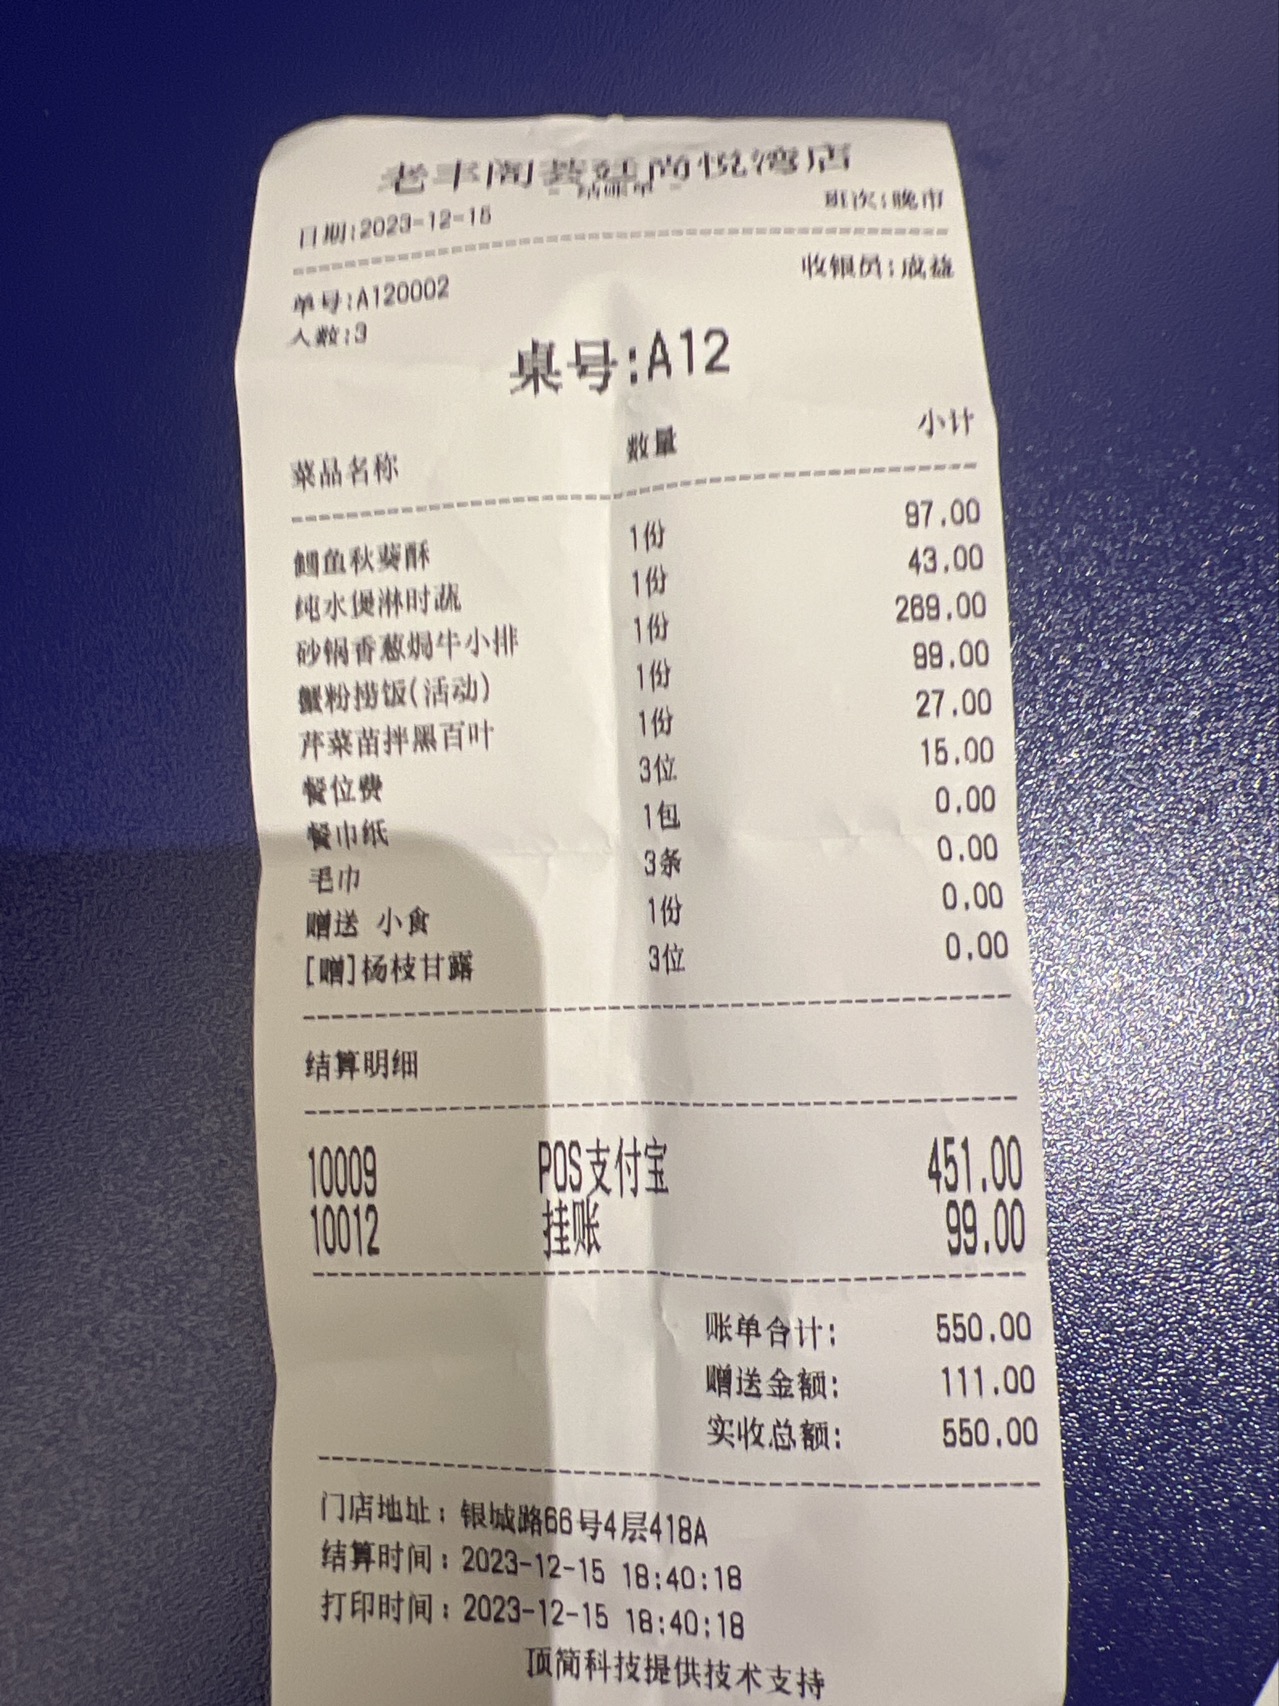 老丰阁 尚悦湾店
- 结账单 -
日期:2023-12-15 班次:晚市
单号:A120002 收银员:成益
人数:3
桌号:A12
菜品名称 数量 小计
鲷鱼秋葵酥 1份 97.00
纯水煲淋时蔬 1份 43.00
砂锅香葱焗牛小排 1份 269.00
蟹粉捞饭(活动) 1份 99.00
芹菜苗拌黑百叶 1份 27.00
餐位费 3位 15.00
餐巾纸 1包 0.00
毛巾 3条 0.00
赠送 小食 1份 0.00
[赠]杨枝甘露 3位 0.00
结算明细
10009 POS支付宝 451.00
10012 挂账 99.00
账单合计: 550.00
赠送金额: 111.00
实收总额: 550.00
门店地址: 银城路66号4层418A
结算时间: 2023-12-15 18:40:18
打印时间: 2023-12-15 18:40:18
顶简科技提供技术支持